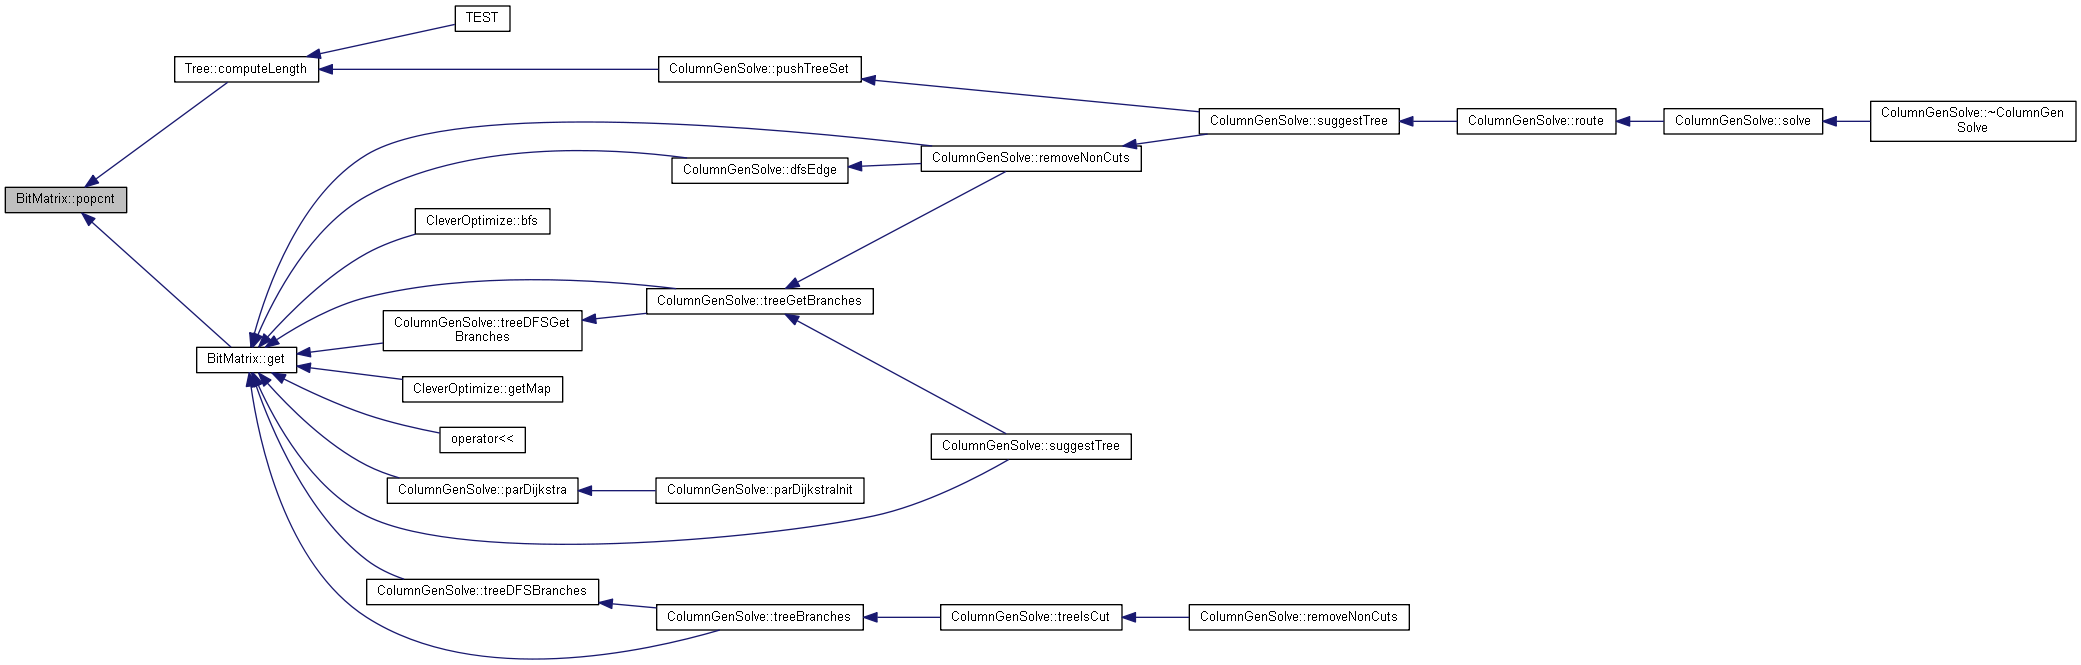 TEST
Tree::computeLength
ColumnGenSolve::pushTreeSet
ColumnGenSolve::suggestTree
ColumnGenSolve::route
ColumnGenSolve::solve
ColumnGenSolve::~ColumnGen
Solve
ColumnGenSolve::removeNonCuts
ColumnGenSolve::dfsEdge
BitMatrix::popcnt
CleverOptimize::bfs
ColumnGenSolve::treeGetBranches
ColumnGenSolve::treeDFSGet
Branches
BitMatrix::get
CleverOptimize::getMap
operator<<
ColumnGenSolve::suggestTree
ColumnGenSolve::parDijkstra
ColumnGenSolve::parDijkstraInit
ColumnGenSolve::treeDFSBranches
ColumnGenSolve::treeBranches
ColumnGenSolve::treeIsCut
ColumnGenSolve::removeNonCuts